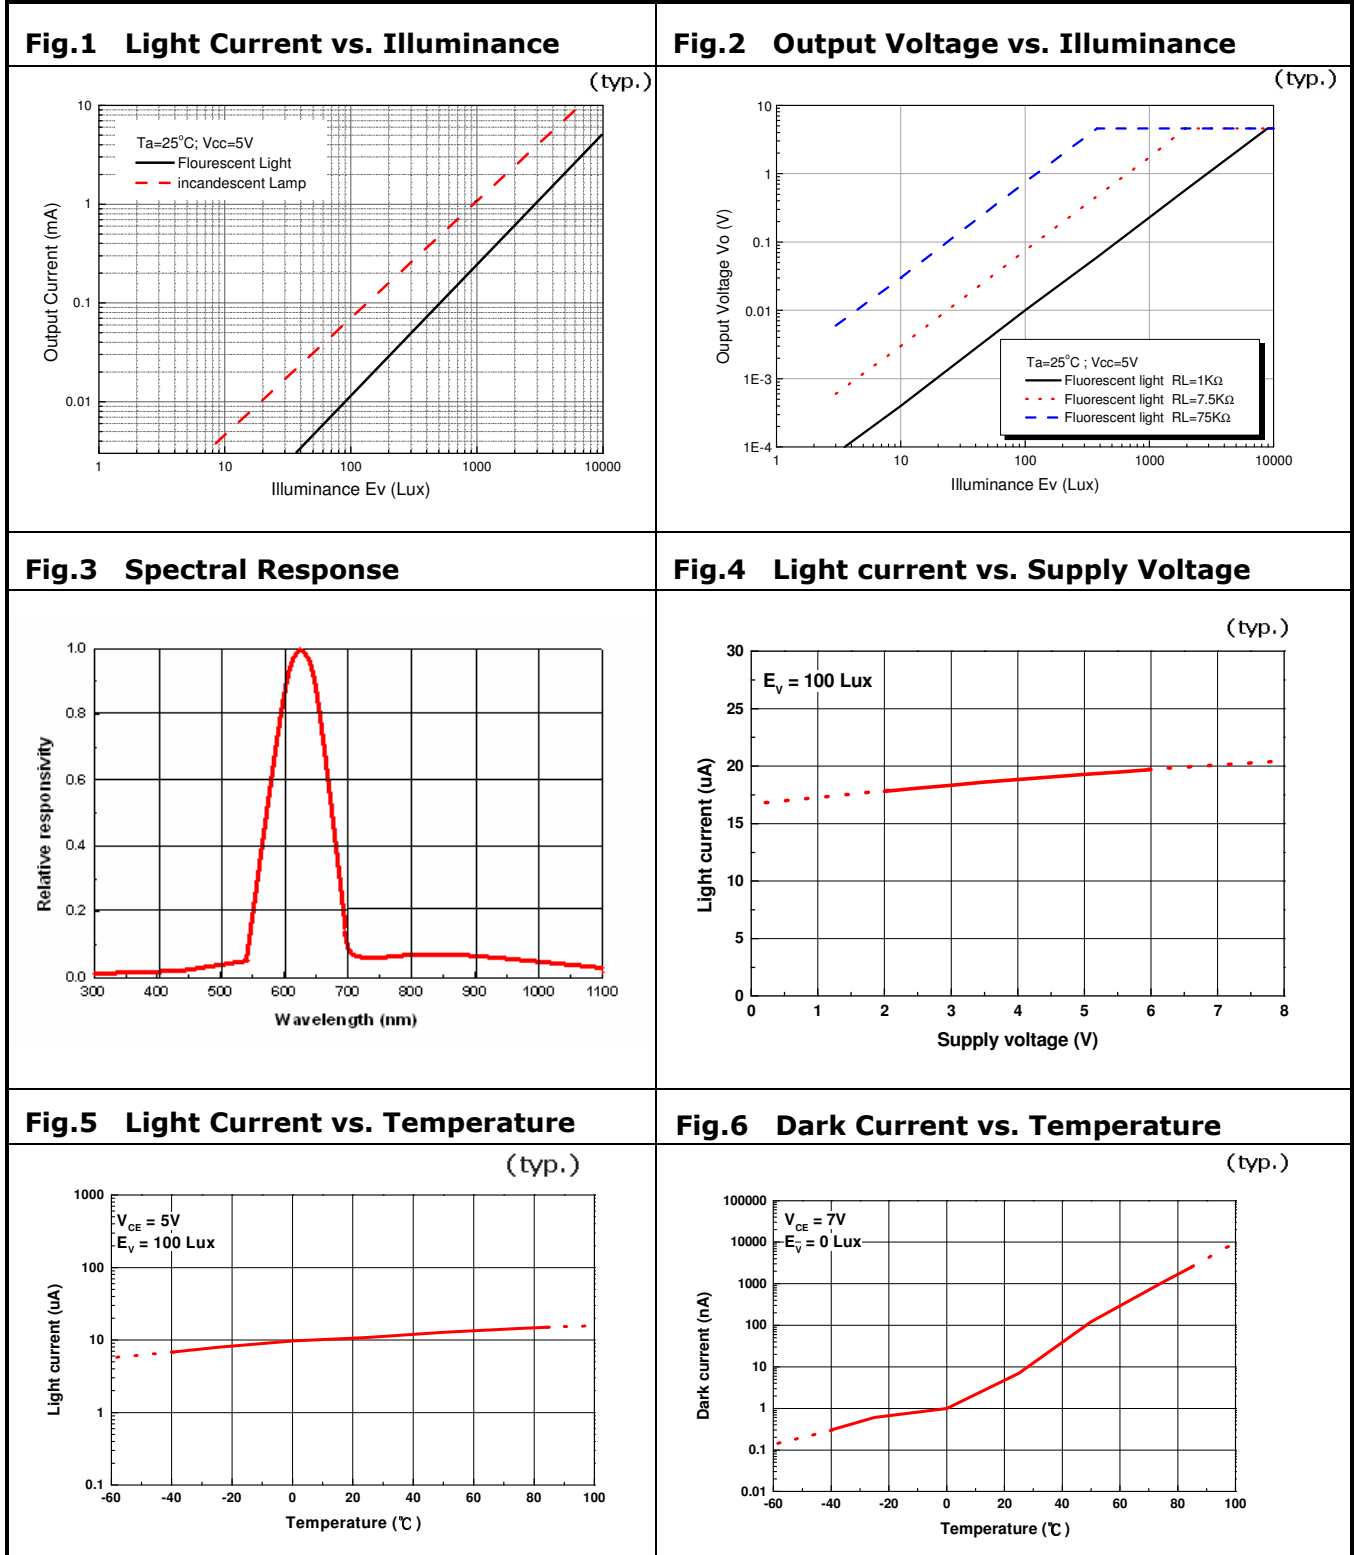 Fig.1 Light Current vs. Illuminance
(typ.)
Ta=25°C; Vcc=5V
Flourescent Light
incandescent Lamp
Output Current (mA)
10
1
0.1
0.01
1 10 100 1000 10000
Illuminance Ev (Lux)
Fig.2 Output Voltage vs. Illuminance
(typ.)
Ouput Voltage Vo (V)
10
1
0.1
0.01
1E-3
1E-4
Ta=25°C ; Vcc=5V
Fluorescent light RL=1KΩ
Fluorescent light RL=7.5KΩ
Fluorescent light RL=75KΩ
1 10 100 1000 10000
Illuminance Ev (Lux)
Fig.3 Spectral Response
Relative responsivity
1.0
0.8
0.6
0.4
0.2
0.0
300 400 500 600 700 800 900 1000 1100
Wavelength (nm)
Fig.4 Light current vs. Supply Voltage
(typ.)
Ev = 100 Lux
Light current (uA)
30
25
20
15
10
5
0
0 1 2 3 4 5 6 7 8
Supply voltage (V)
Fig.5 Light Current vs. Temperature
(typ.)
VCE = 5V
EV = 100 Lux
Light current (uA)
1000
100
10
1
0.1
-60 -40 -20 0 20 40 60 80 100
Temperature (℃)
Fig.6 Dark Current vs. Temperature
(typ.)
VCE = 7V
EV = 0 Lux
Dark current (nA)
100000
10000
1000
100
10
1
0.1
0.01
-60 -40 -20 0 20 40 60 80 100
Temperature (℃)